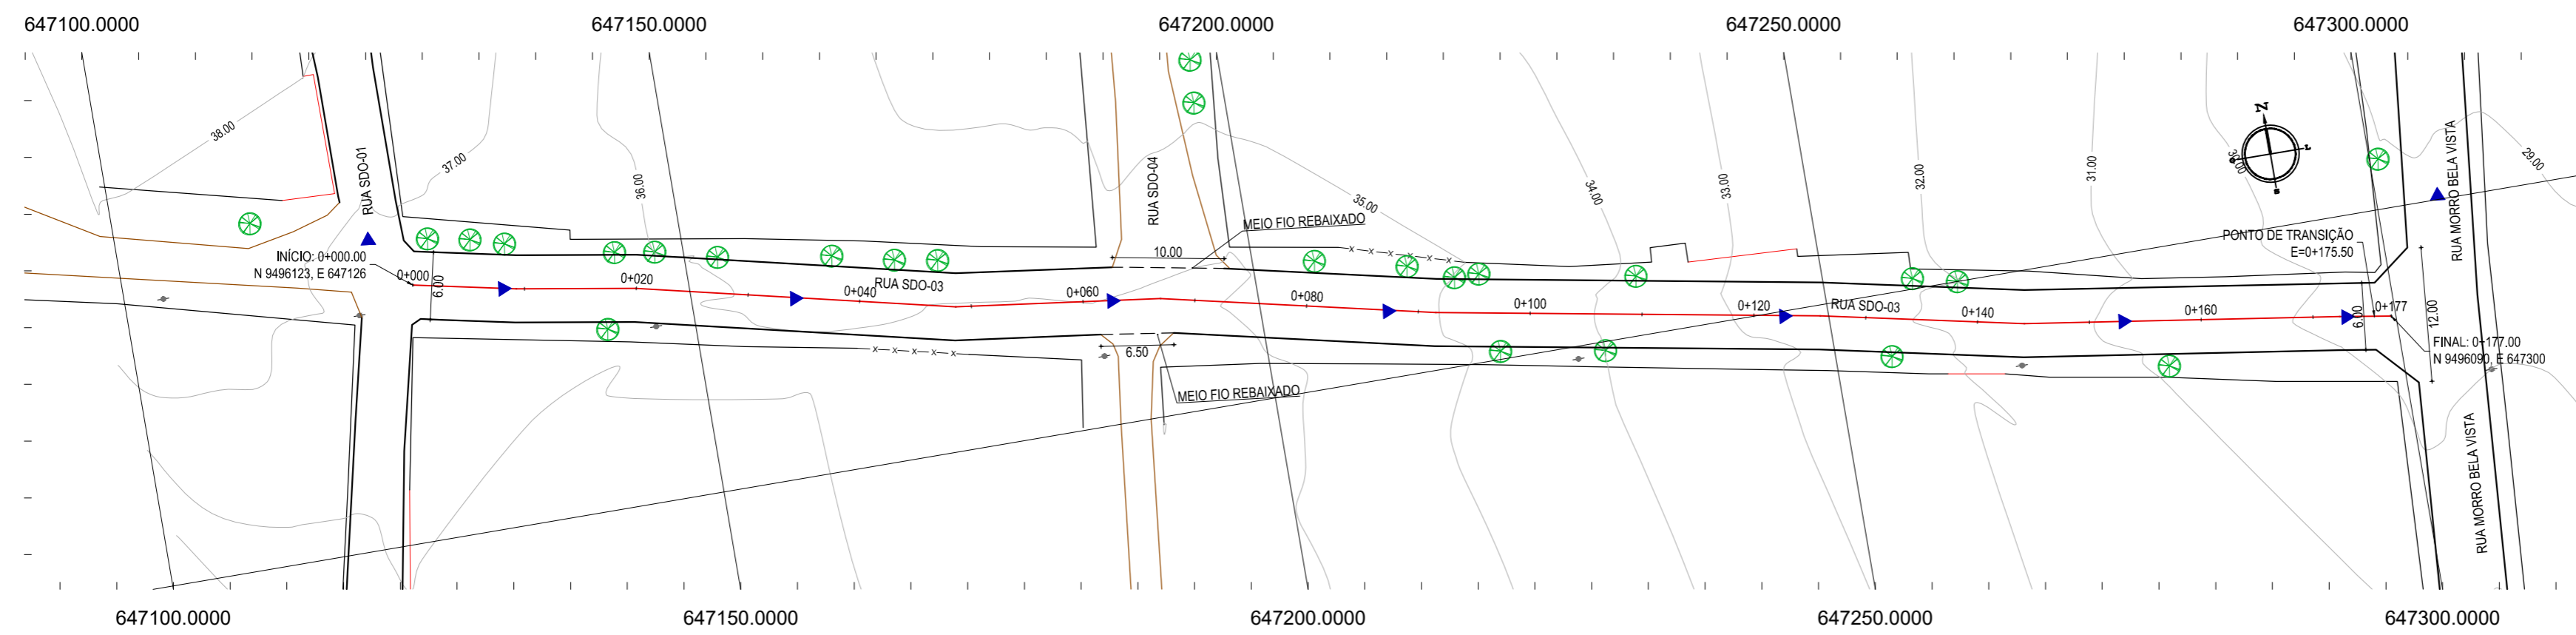 647100.0000
647150.0000
647200.0000
647250.0000
647300.0000
38.00
37.00
36.00
35.00
34.00
33.00
32.00
31.00
30.00
29.00
RUA SDO-01
RUA SDO-04
RUA MORRO BELA VISTA
N
L
S
INÍCIO: 0+000.00
N 9496123, E 647126
MEIO FIO REBAIXADO
10.00
PONTO DE TRANSIÇÃO
E=0+175.50
0+000
6.00
0+020
RUA SDO-03
0+040
0+060
0+080
0+100
0+120
RUA SDO-03
0+140
0+160
6.00
0+177
12.00
FINAL: 0+177.00
N 9496090, E 647300
6.50
MEIO FIO REBAIXADO
x x x x x x
x x x x x
RUA MORRO BELA VISTA
647100.0000
647150.0000
647200.0000
647250.0000
647300.0000